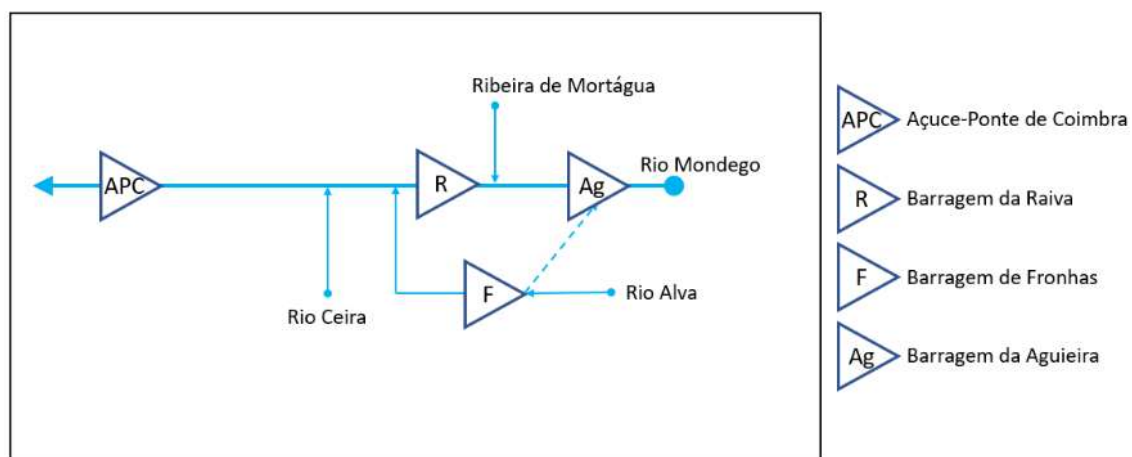 Ribeira de Mortágua
Rio Mondego
APC
R
Ag
F
Rio Ceira
Rio Alva
APC Açuce-Ponte de Coimbra
R Barragem da Raiva
F Barragem de Fronhas
Ag Barragem da Aguieira